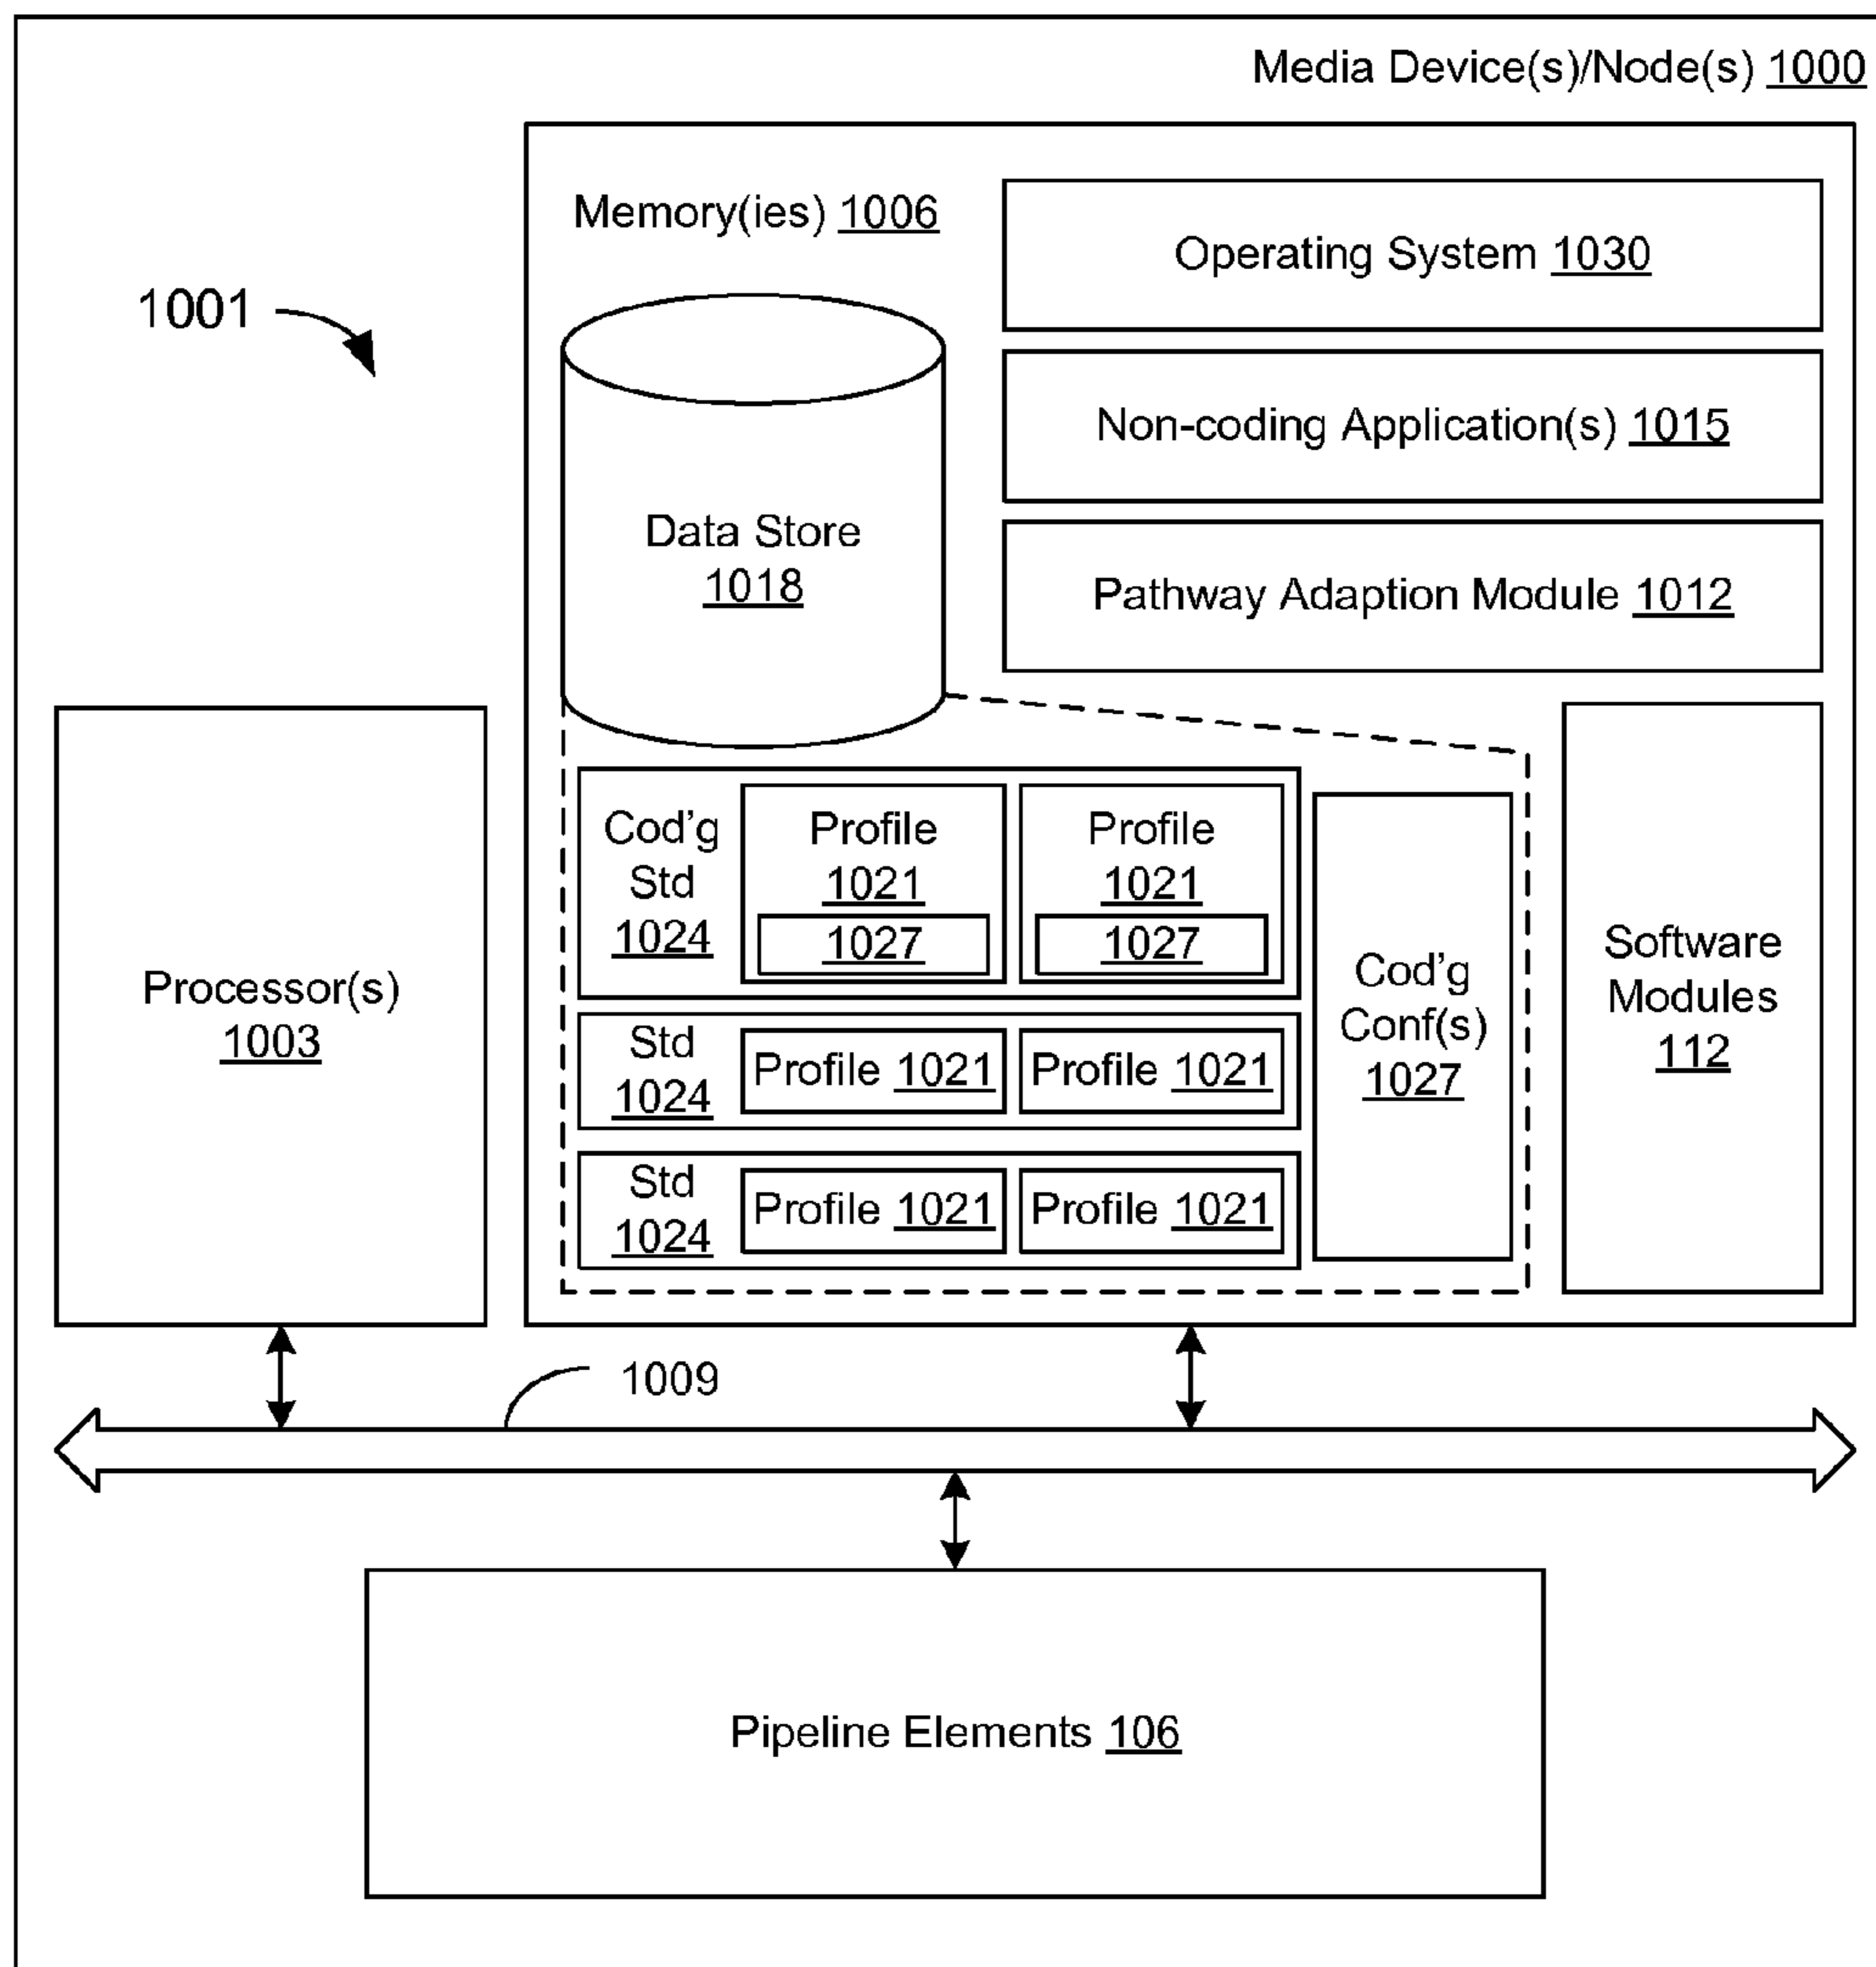 Media Device(s)/Node(s) 1000
Memory(ies) 1006
Operating System 1030
1001
Non-coding Application(s) 1015
Data Store
1018
Pathway Adaption Module 1012
Cod'g
Std
1024
Profile
1021
1027
Profile
1021
1027
Std
1024
Profile 1021
Profile 1021
Std
1024
Profile 1021
Profile 1021
Cod'g
Conf(s)
1027
Software
Modules
112
Processor(s)
1003
1009
Pipeline Elements 106